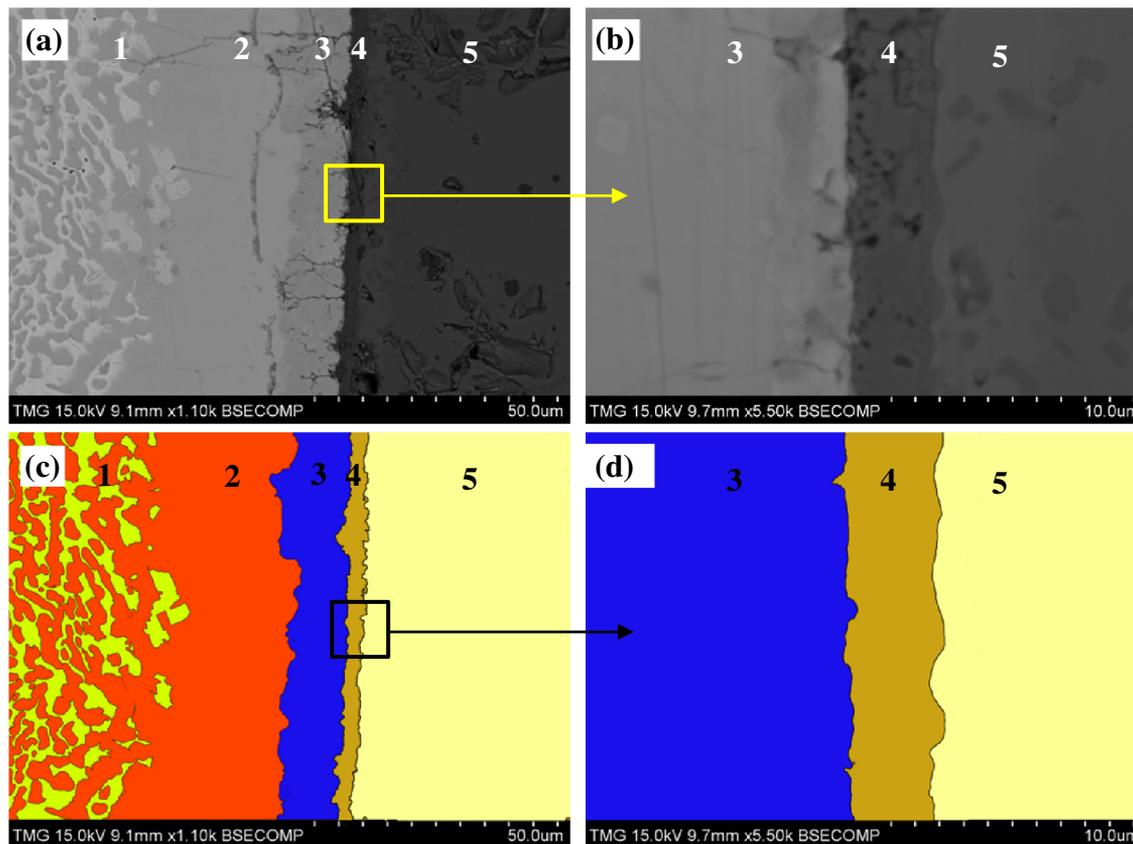 (a) 1 2 3 4 5
TMG 15.0kV 9.1mm x1.10k BSECOMP 50.0um
(b) 3 4 5
TMG 15.0kV 9.7mm x5.50k BSECOMP 10.0um
(c) 1 2 3 4 5
TMG 15.0kV 9.1mm x1.10k BSECOMP 50.0um
(d) 3 4 5
TMG 15.0kV 9.7mm x5.50k BSECOMP 10.0um